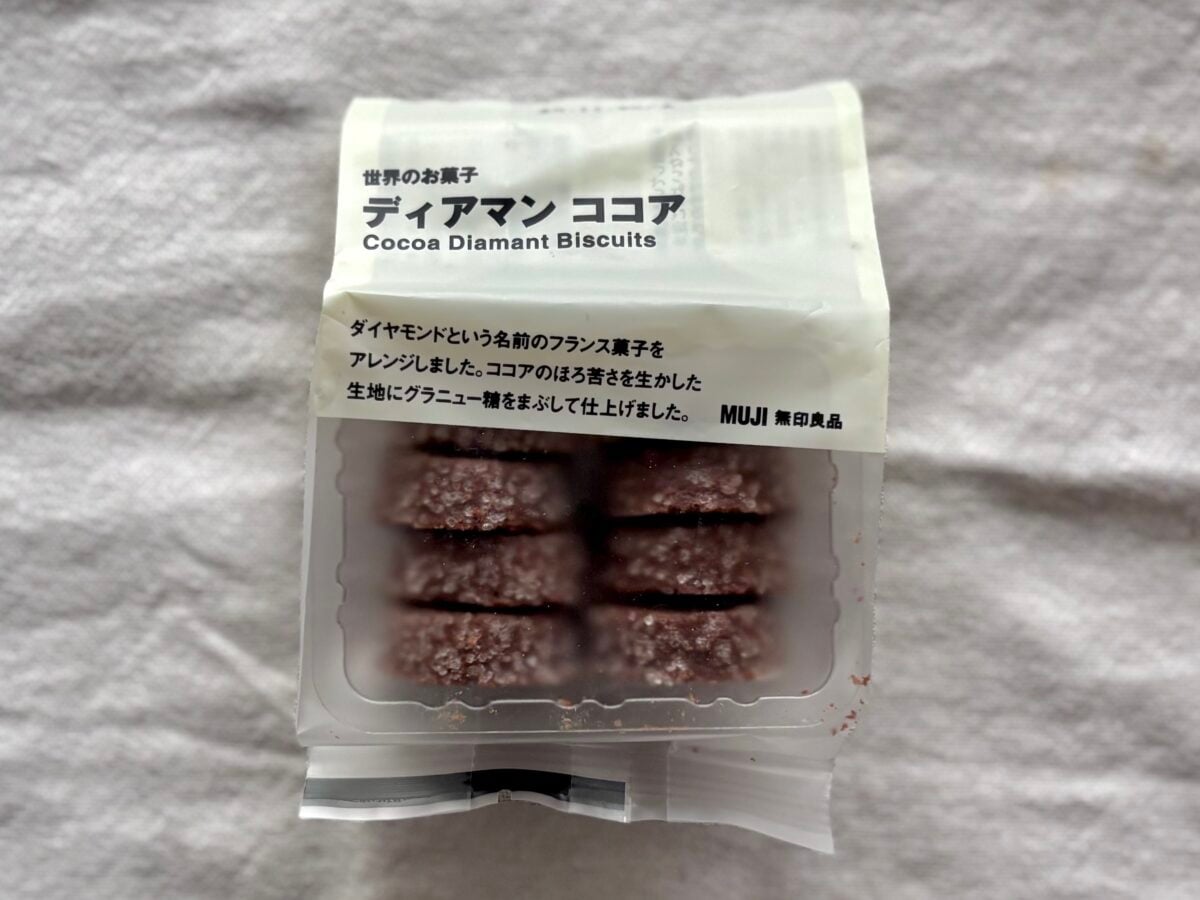 世界のお菓子
ディアマン ココア
Cocoa Diamant Biscuits
ダイヤモンドという名前のフランス菓子を
アレンジしました。ココアのほろ苦さを生かした
生地にグラニュー糖をまぶして仕上げました。
MUJI 無印良品